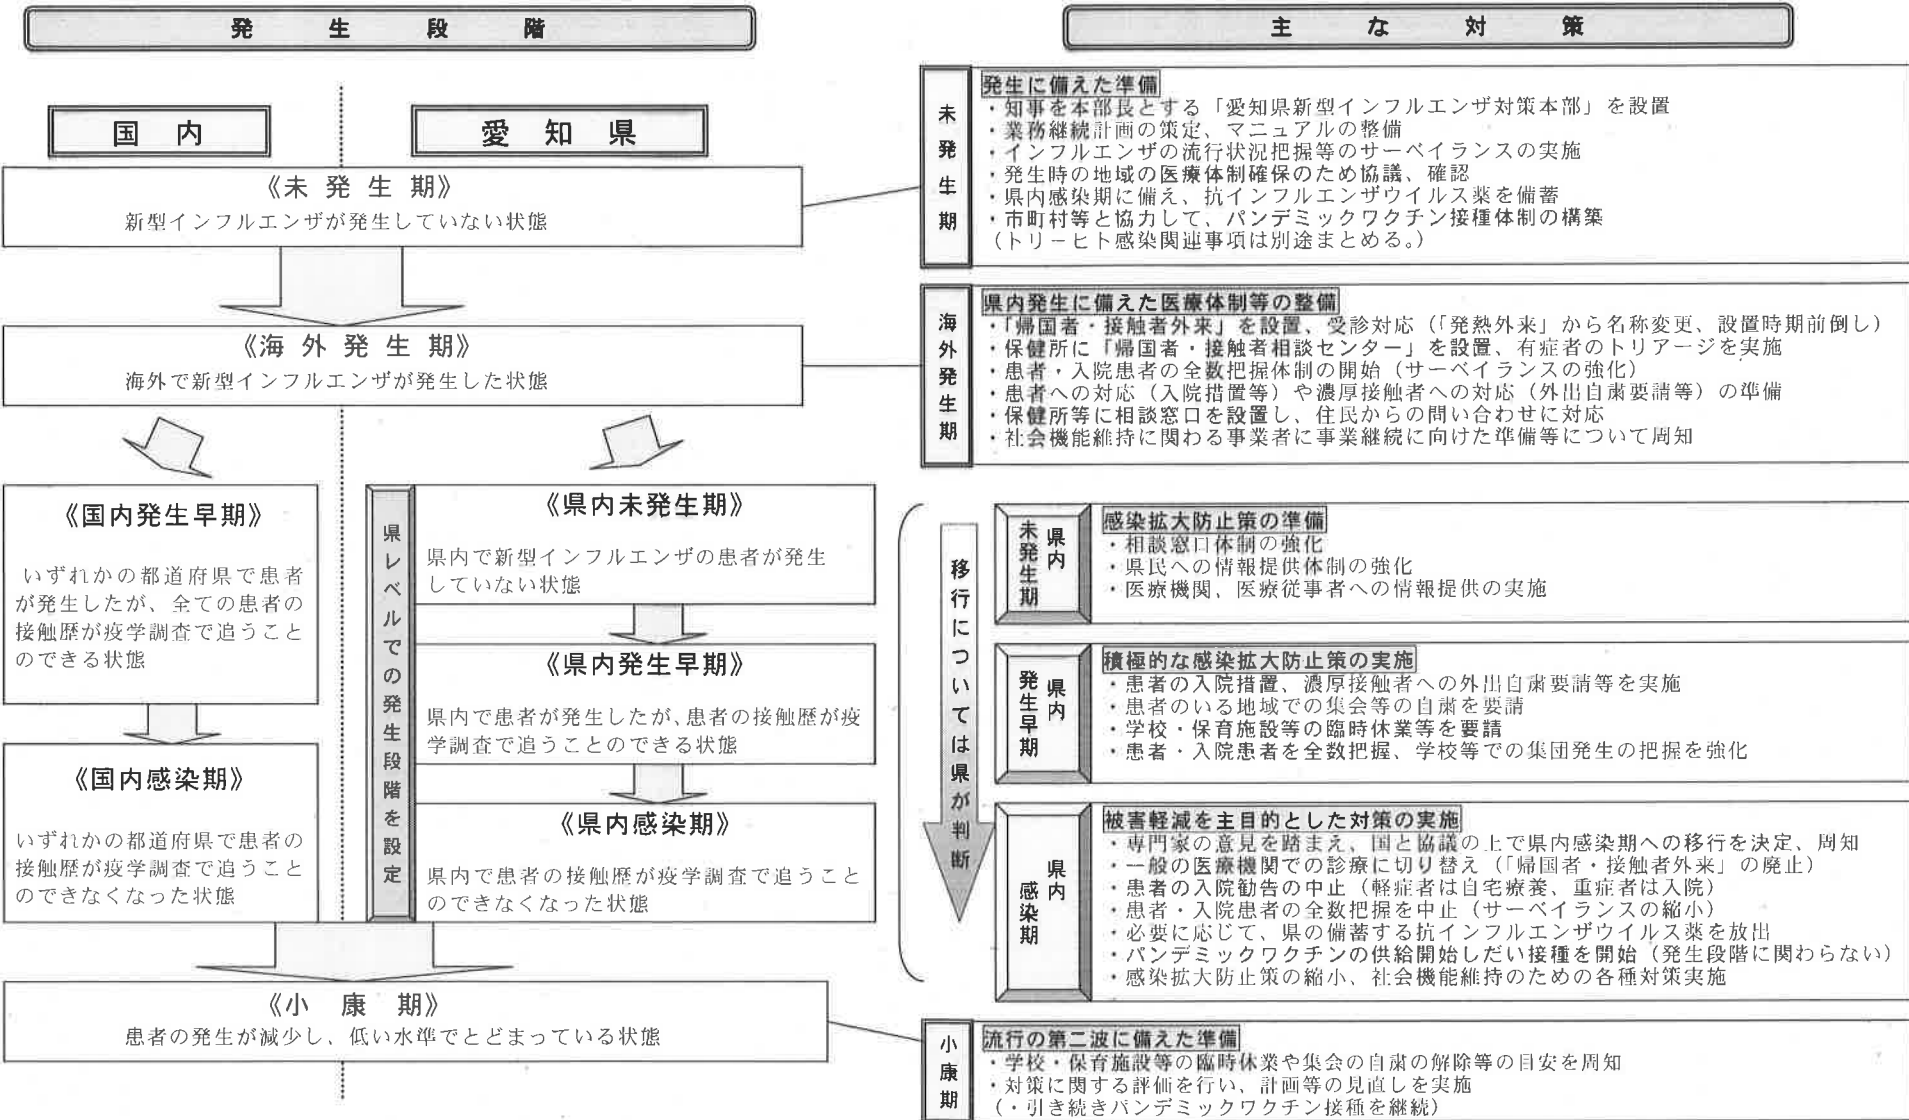 発生段階
国内
愛知県
《未発生期》
新型インフルエンザが発生していない状態
《海外発生期》
海外で新型インフルエンザが発生した状態
《国内発生早期》
いずれかの都道府県で患者
が発生したが、全ての患者の
接触歴が疫学調査で追うこと
のできる状態
《国内感染期》
いずれかの都道府県で患者の
接触歴が疫学調査で追うこと
のできなくなった状態
県レベルでの発生段階を設定
《県内未発生期》
県内で新型インフルエンザの患者が発生
していない状態
《県内発生早期》
県内で患者が発生したが、患者の接触歴が疫
学調査で追うことのできる状態
《県内感染期》
県内で患者の接触歴が疫学調査で追うこと
のできなくなった状態
《小康期》
患者の発生が減少し、低い水準でとどまっている状態
主な対策
未発生期
発生に備えた準備
・知事を本部長とする「愛知県新型インフルエンザ対策本部」を設置
・業務継続計画の策定、マニュアルの整備
・インフルエンザの流行状況把握等のサーベイランスの実施
・発生時の地域の医療体制確保のため協議、確認
・県内感染期に備え、抗インフルエンザウイルス薬を備蓄
・市町村等と協力して、パンデミックワクチン接種体制の構築
（トリーヒト感染関連事項は別途まとめる。）
海外発生期
県内発生に備えた医療体制等の整備
・「帰国者・接触者外来」を設置、受診対応（「発熱外来」から名称変更、設置時期前倒し）
・保健所に「帰国者・接触者相談センター」を設置、有症者のトリアージを実施
・患者・入院患者の全数把握体制の開始（サーベイランスの強化）
・患者への対応（入院措置等）や濃厚接触者への対応（外出自粛要請等）の準備
・保健所等に相談窓口を設置し、住民からの問い合わせに対応
・社会機能維持に関わる事業者に事業継続に向けた準備等について周知
移行については県が判断
県内
未発生期
感染拡大防止策の準備
・相談窓口体制の強化
・県民への情報提供体制の強化
・医療機関、医療従事者への情報提供の実施
県内
発生早期
積極的な感染拡大防止策の実施
・患者の入院措置、濃厚接触者への外出自粛要請等を実施
・患者のいる地域での集会等の自粛を要請
・学校・保育施設等の臨時休業等を要請
・患者・入院患者を全数把握、学校等での集団発生の把握を強化
県内
感染期
被害軽減を主目的とした対策の実施
・専門家の意見を踏まえ、国と協議の上で県内感染期への移行を決定、周知
・一般の医療機関での診療に切り替え（「帰国者・接触者外来」の廃止）
・患者の入院勧告の中止（軽症者は自宅療養、重症者は入院）
・患者・入院患者の全数把握を中止（サーベイランスの縮小）
・必要に応じて、県の備蓄する抗インフルエンザウイルス薬を放出
・パンデミックワクチンの供給開始しだい接種を開始（発生段階に関わらない）
・感染拡大防止策の縮小、社会機能維持のための各種対策実施
小康期
流行の第二波に備えた準備
・学校・保育施設等の臨時休業や集会の自粛の解除等の目安を周知
・対策に関する評価を行い、計画等の見直しを実施
（・引き続きパンデミックワクチン接種を継続）